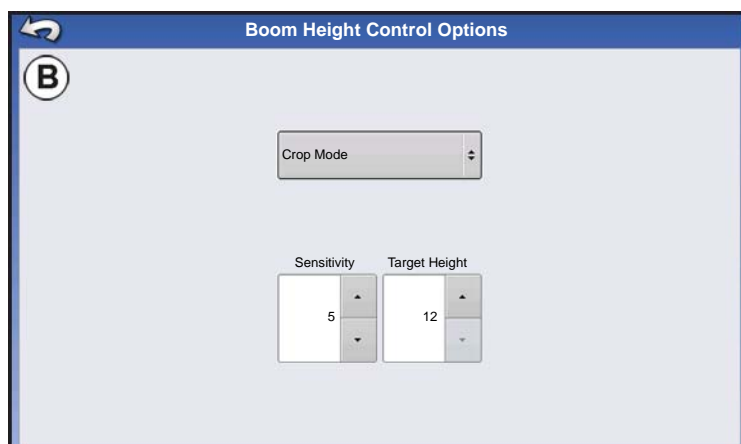 Boom Height Control Options
B
Crop Mode
Sensitivity Target Height
5 12